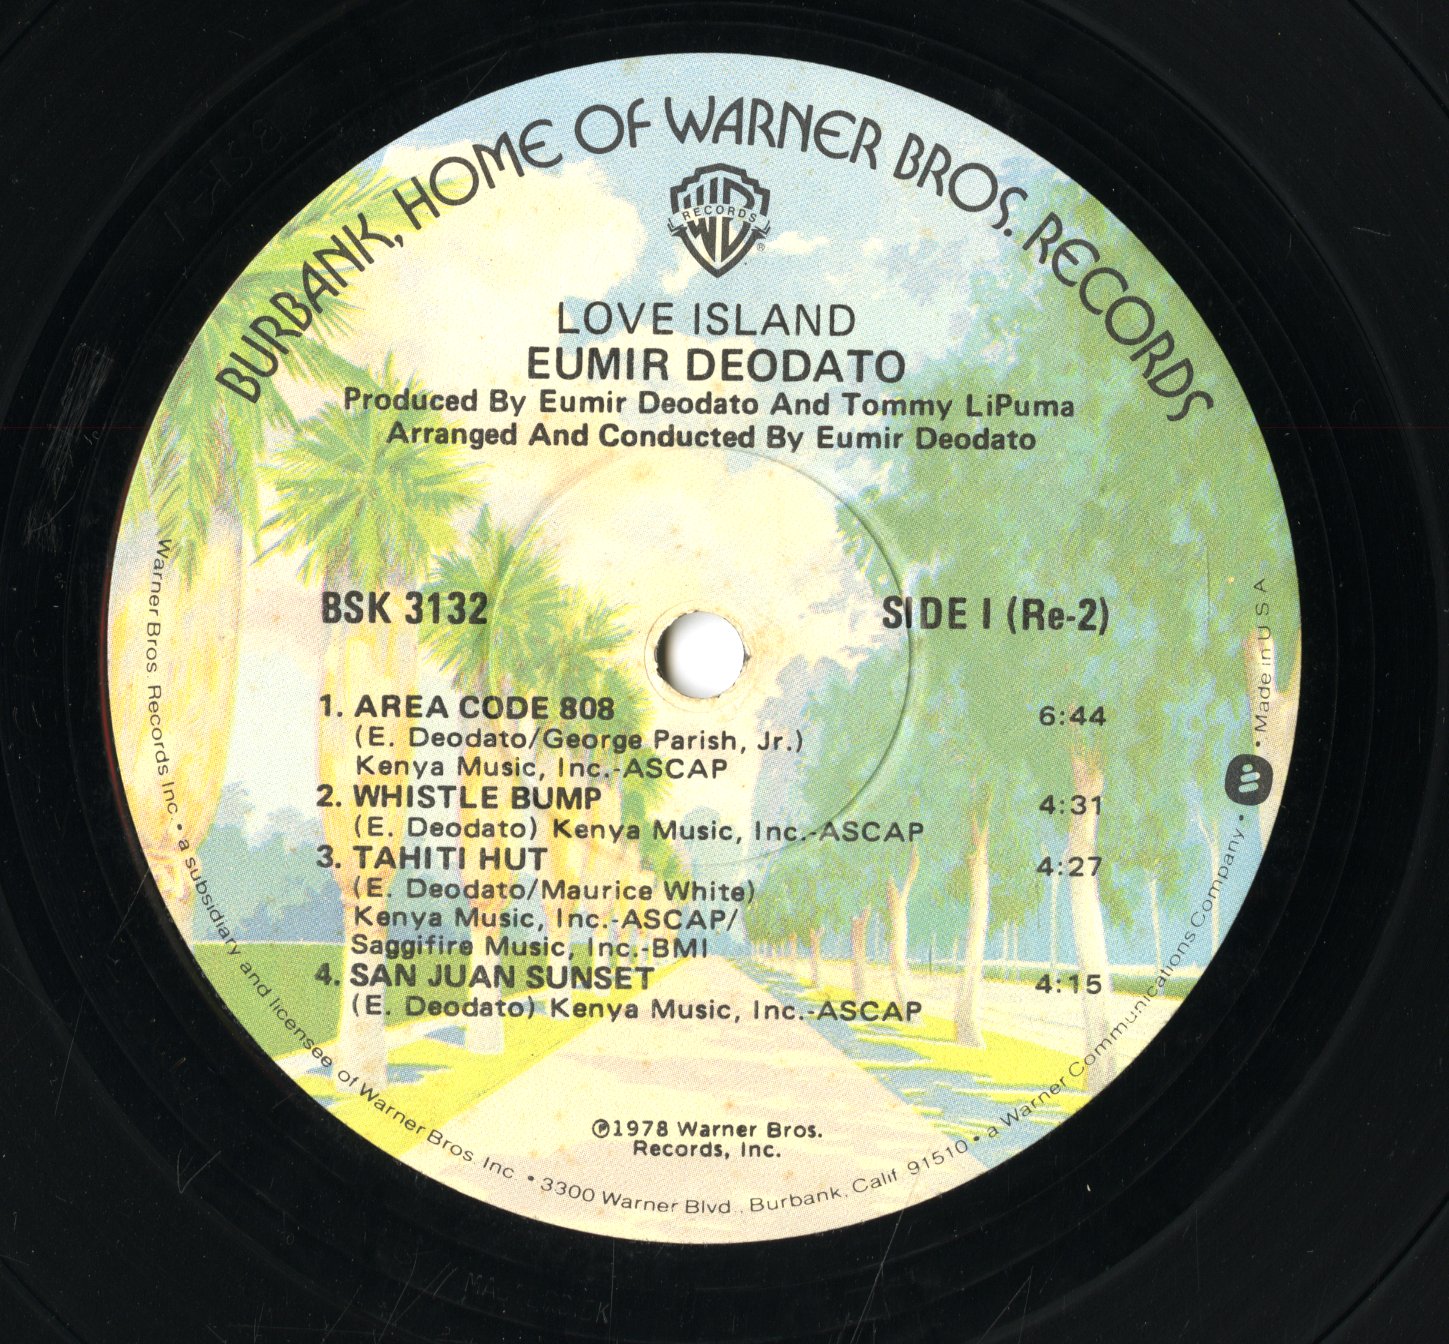 BURBANK, HOME OF WARNER BROS. RECORDS
RECORDS
LOVE ISLAND
EUMIR DEODATO
Produced By Eumir Deodato And Tommy LiPuma
Arranged And Conducted By Eumir Deodato
BSK 3132
SIDE I (Re-2)
1. AREA CODE 808 6:44
(E. Deodato/George Parish, Jr.)
Kenya Music, Inc.-ASCAP
2. WHISTLE BUMP 4:31
(E. Deodato) Kenya Music, Inc.-ASCAP
3. TAHITI HUT 4:27
(E. Deodato/Maurice White)
Kenya Music, Inc.-ASCAP/
Saggifire Music, Inc.-BMI
4. SAN JUAN SUNSET 4:15
(E. Deodato) Kenya Music, Inc.-ASCAP
℗1978 Warner Bros.
Records, Inc.
Warner Bros. Records Inc. • a subsidiary and licensee of Warner Bros. Inc. • 3300 Warner Blvd., Burbank, Calif. 91510 • a Warner Communications Company • Made in U S A